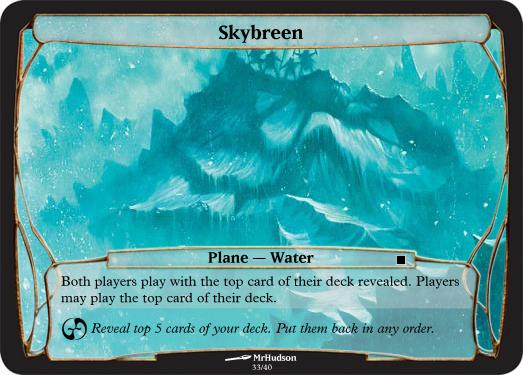 Skybreen
Plane — Water
Both players play with the top card of their deck revealed. Players
may play the top card of their deck.
Reveal top 5 cards of your deck. Put them back in any order.
MrHudson
33/40